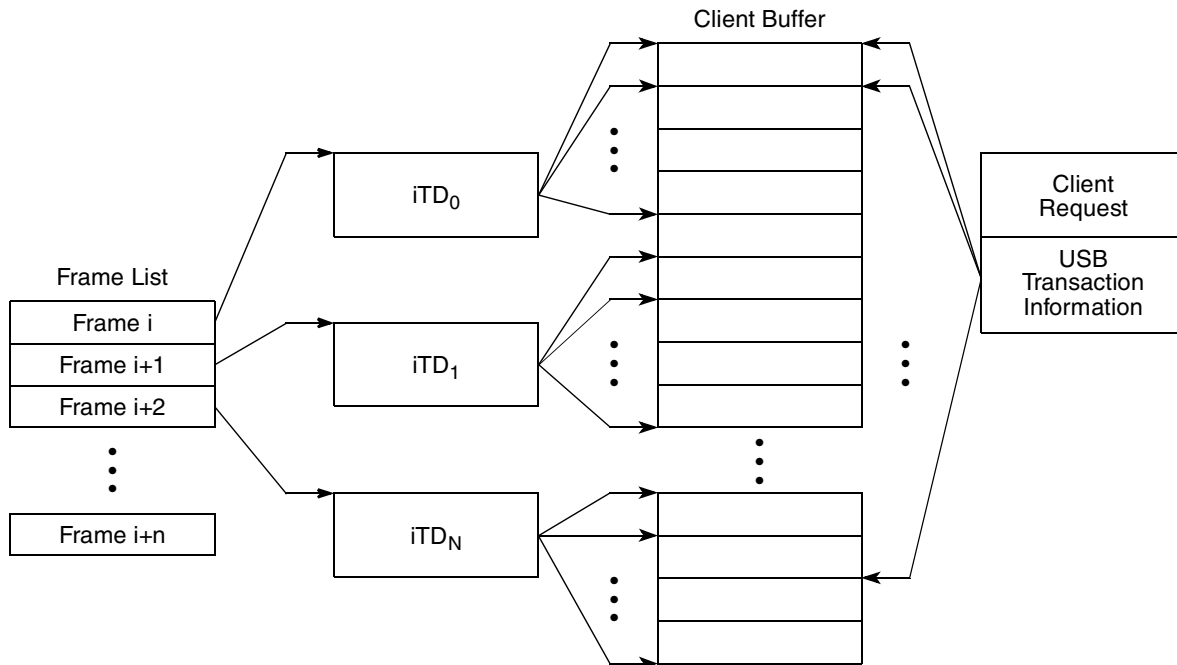 Client Buffer
iTD0
Client
Request
USB
Transaction
Information
Frame List
Frame i
Frame i+1
iTD1
Frame i+2
Frame i+n
iTDN